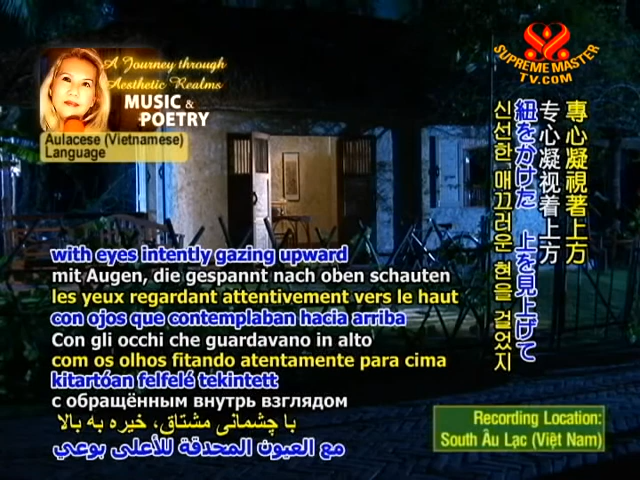 A Journey through
Aesthetic Realms
MUSIC &
POETRY
Aulacese (Vietnamese)
Language
SUPREME MASTER
TV.COM
專心凝視著上方
专心凝视着上方
紐をかけた 上を見上げて
신선한 매끄러운 현을 걸었지
with eyes intently gazing upward
mit Augen, die gespannt nach oben schauten
les yeux regardant attentivement vers le haut
con ojos que contemplaban hacia arriba
Con gli occhi che guardavano in alto
com os olhos fitando atentamente para cima
kitartóan felfelé tekintett
с обращённым внутрь взглядом
با چشمانی مشتاق، خیره به بالا
مع العيون المحدقة للأعلى بوعي
Recording Location:
South Âu Lạc (Việt Nam)